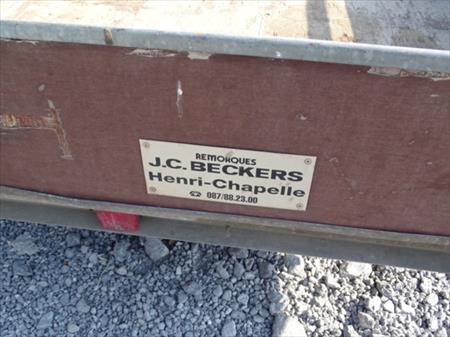 REMORQUES
J.C. BECKERS
Henri-Chapelle
☎ 087/88.23.00